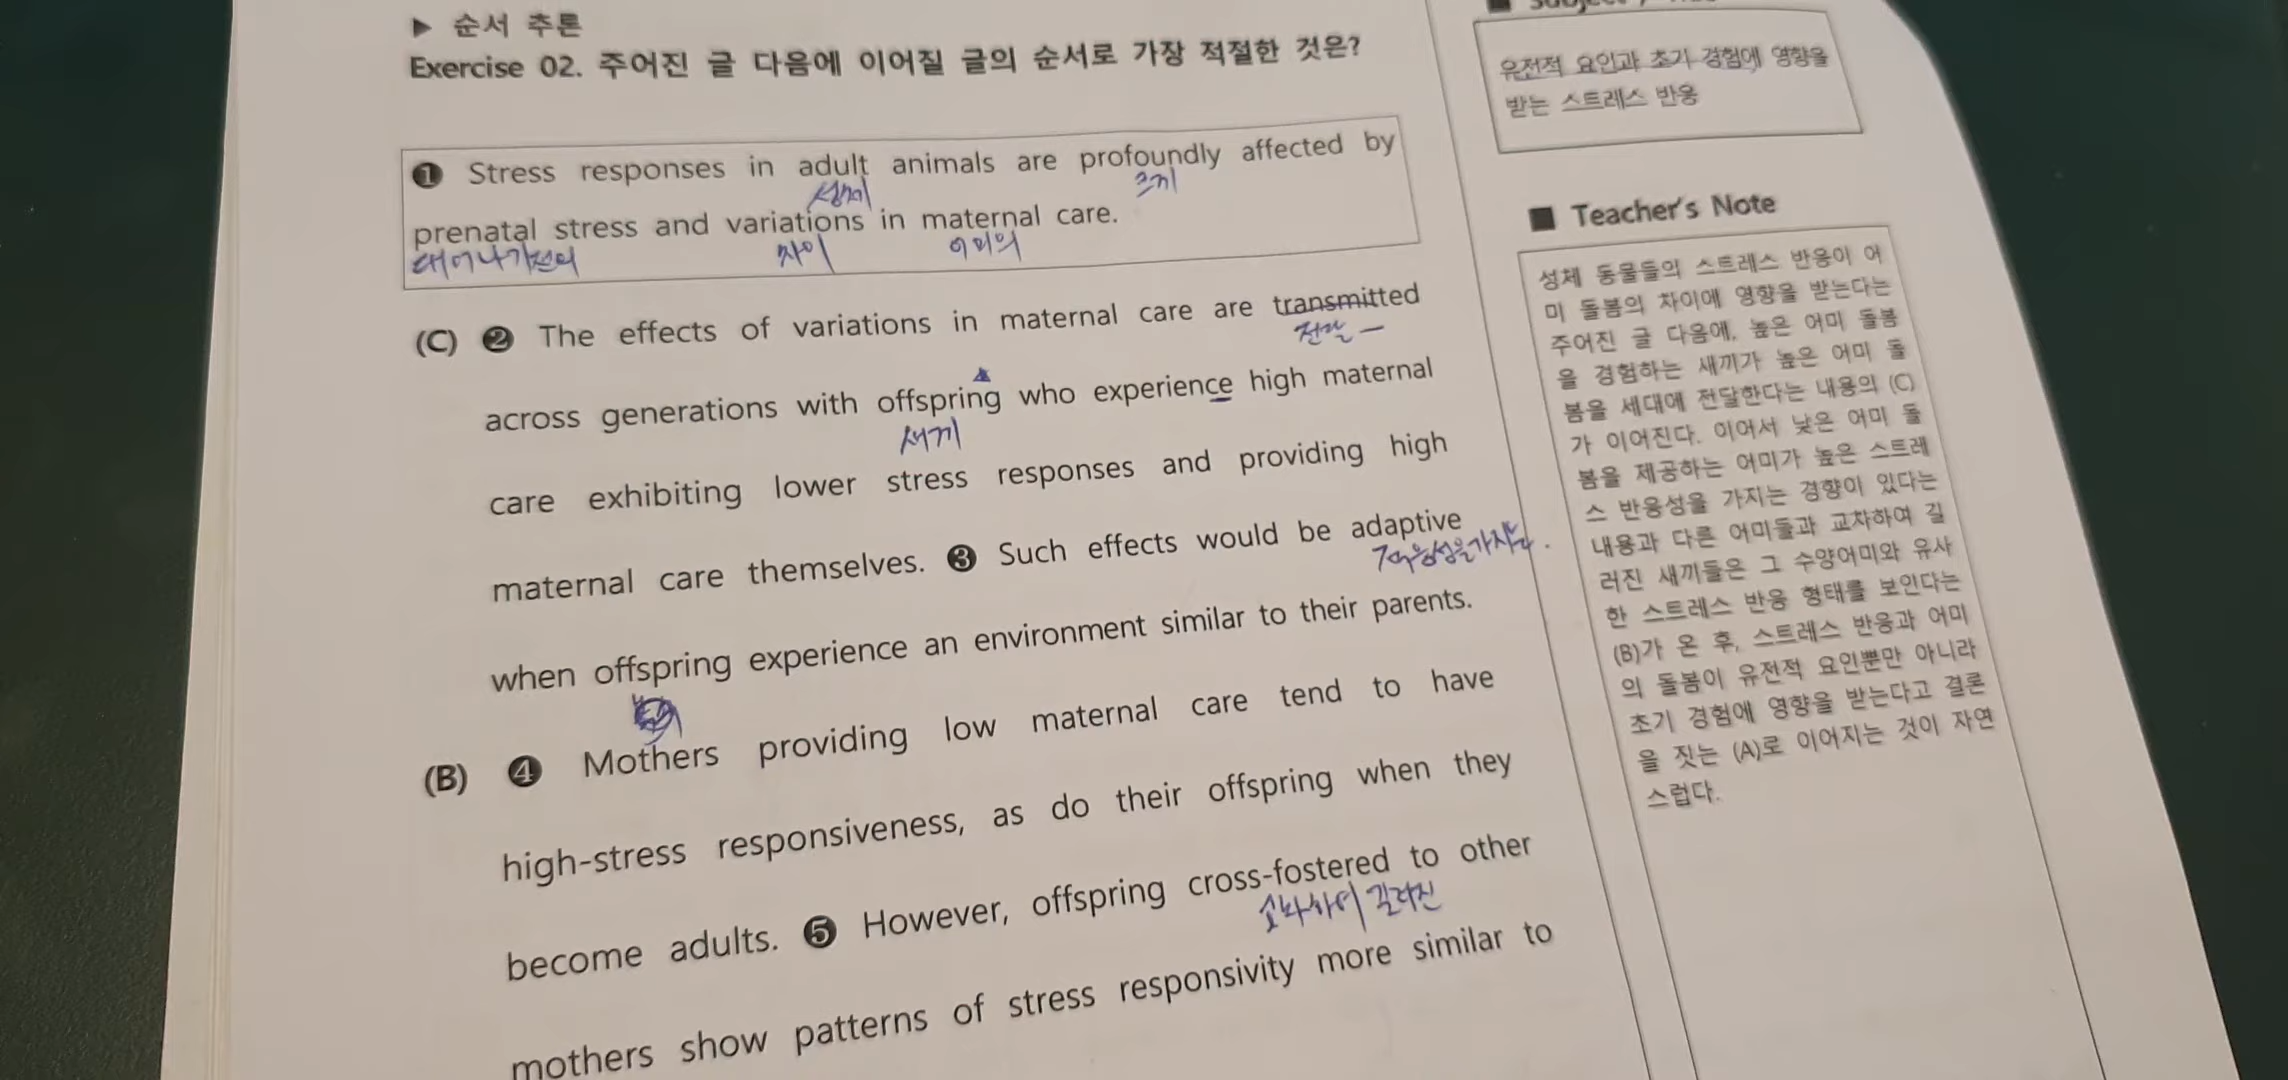 ▶ 순서 추론
Exercise 02. 주어진 글 다음에 이어질 글의 순서로 가장 적절한 것은?
❶ Stress responses in adult animals are profoundly affected by
성체
크게
prenatal stress and variations in maternal care.
태어나기전의
차이
어미의
(C) ❷ The effects of variations in maternal care are transmitted
전달
across generations with offspring who experience high maternal
새끼
care exhibiting lower stress responses and providing high
maternal care themselves. ❸ Such effects would be adaptive
when offspring experience an environment similar to their parents.
(B) ❹ Mothers providing low maternal care tend to have
high-stress responsiveness, as do their offspring when they
become adults. ❺ However, offspring cross-fostered to other
교차하여 길러진
mothers show patterns of stress responsivity more similar to
유전적 요인과 초기 경험에 영향을
받는 스트레스 반응
■ Teacher's Note
성체 동물들의 스트레스 반응이 어
미 돌봄의 차이에 영향을 받는다는
주어진 글 다음에, 높은 어미 돌봄
을 경험하는 새끼가 높은 어미 돌
봄을 세대에 전달한다는 내용의 (C)
가 이어진다. 이어서 낮은 어미 돌
봄을 제공하는 어미가 높은 스트레
스 반응성을 가지는 경향이 있다는
내용과 다른 어미들과 교차하여 길
러진 새끼들은 그 수양어미와 유사
한 스트레스 반응 형태를 보인다는
(B)가 온 후, 스트레스 반응과 어미
의 돌봄이 유전적 요인뿐만 아니라
초기 경험에 영향을 받는다고 결론
을 짓는 (A)로 이어지는 것이 자연
스럽다.